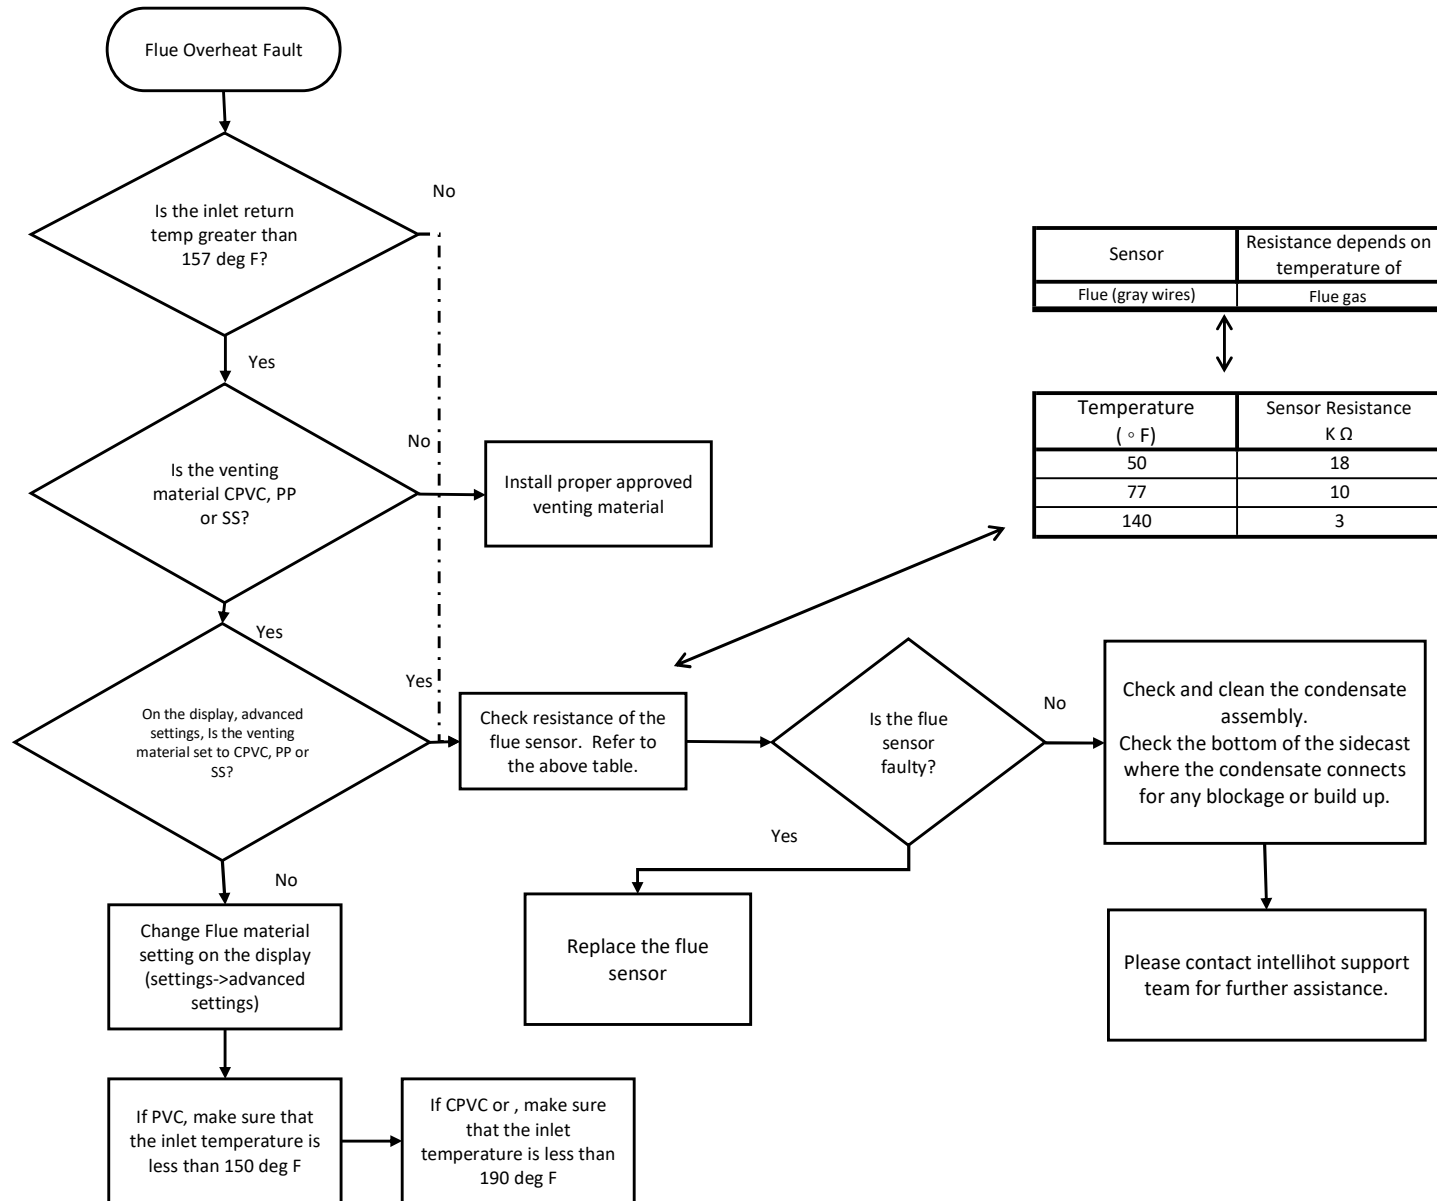 Flue Overheat Fault
Is the inlet return
temp greater than
157 deg F?
No
Yes
Is the venting
material CPVC, PP
or SS?
No
Install proper approved
venting material
Yes
On the display, advanced
settings, Is the venting
material set to CPVC, PP or
SS?
Yes
Check resistance of the
flue sensor.  Refer to
the above table.
Is the flue
sensor
faulty?
No
Check and clean the condensate
assembly.
Check the bottom of the sidecast
where the condensate connects
for any blockage or build up.
Yes
Replace the flue
sensor
Please contact intellihot support
team for further assistance.
No
Change Flue material
setting on the display
(settings->advanced
settings)
If PVC, make sure that
the inlet temperature is
less than 150 deg F
If CPVC or , make sure
that the inlet
temperature is less than
190 deg F
Sensor
Resistance depends on
temperature of
Flue (gray wires)
Flue gas
Temperature
( ◦ F)
Sensor Resistance
K Ω
50
18
77
10
140
3